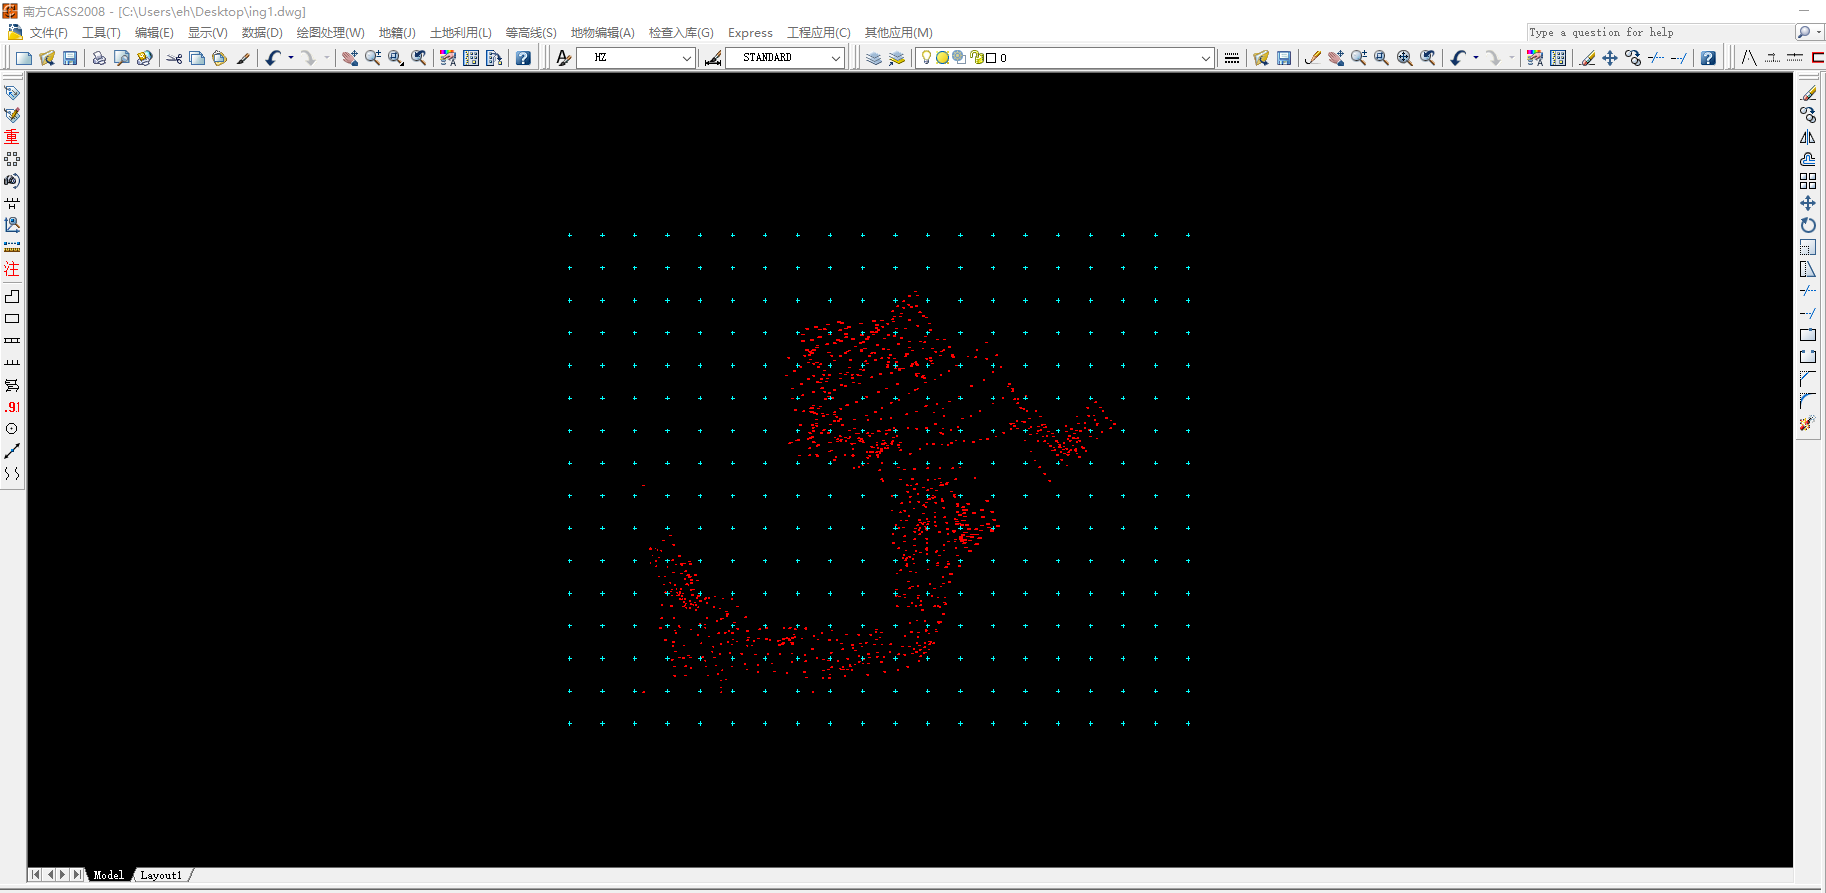 南方CASS2008 - [C:\Users\eh\Desktop\ing1.dwg]
文件(F) 工具(T) 编辑(E) 显示(V) 数据(D) 绘图处理(W) 地籍(J) 土地利用(L) 等高线(S) 地物编辑(A) 检查入库(G) Express 工程应用(C) 其他应用(M) Type a question for help
HZ STANDARD 0
重
注
.91
Model Layout1